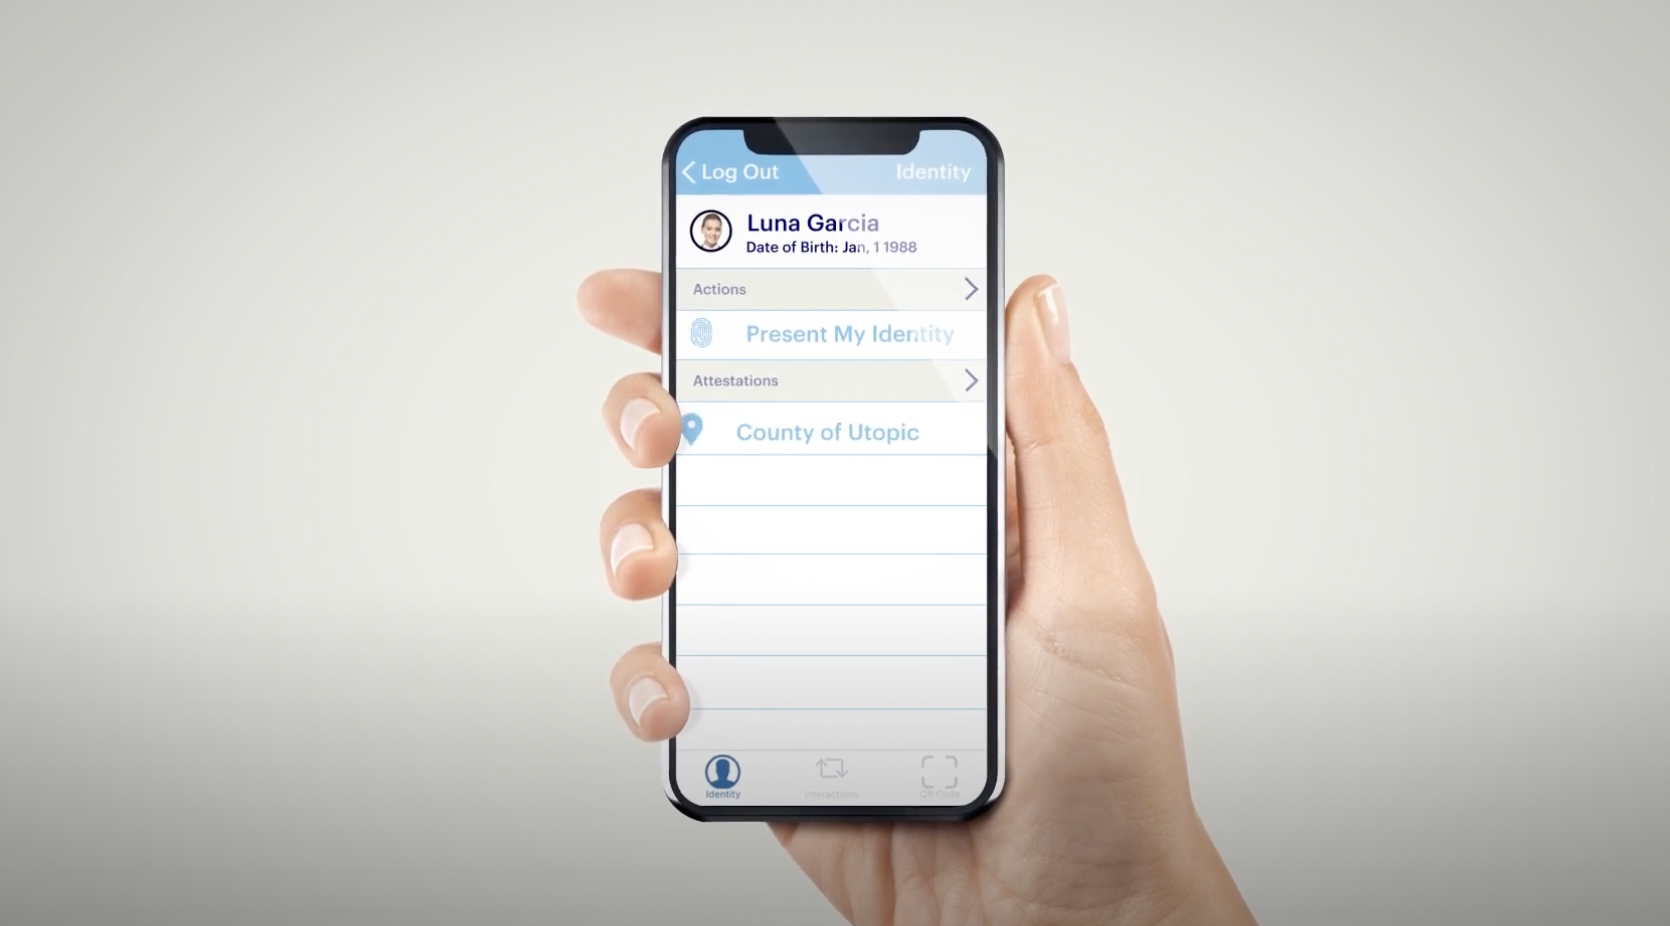 Log Out
Identity
Luna Garcia
Date of Birth: Jan, 1 1988
Actions
Present My Identity
Attestations
County of Utopic
Identity
Interactions
QR Code